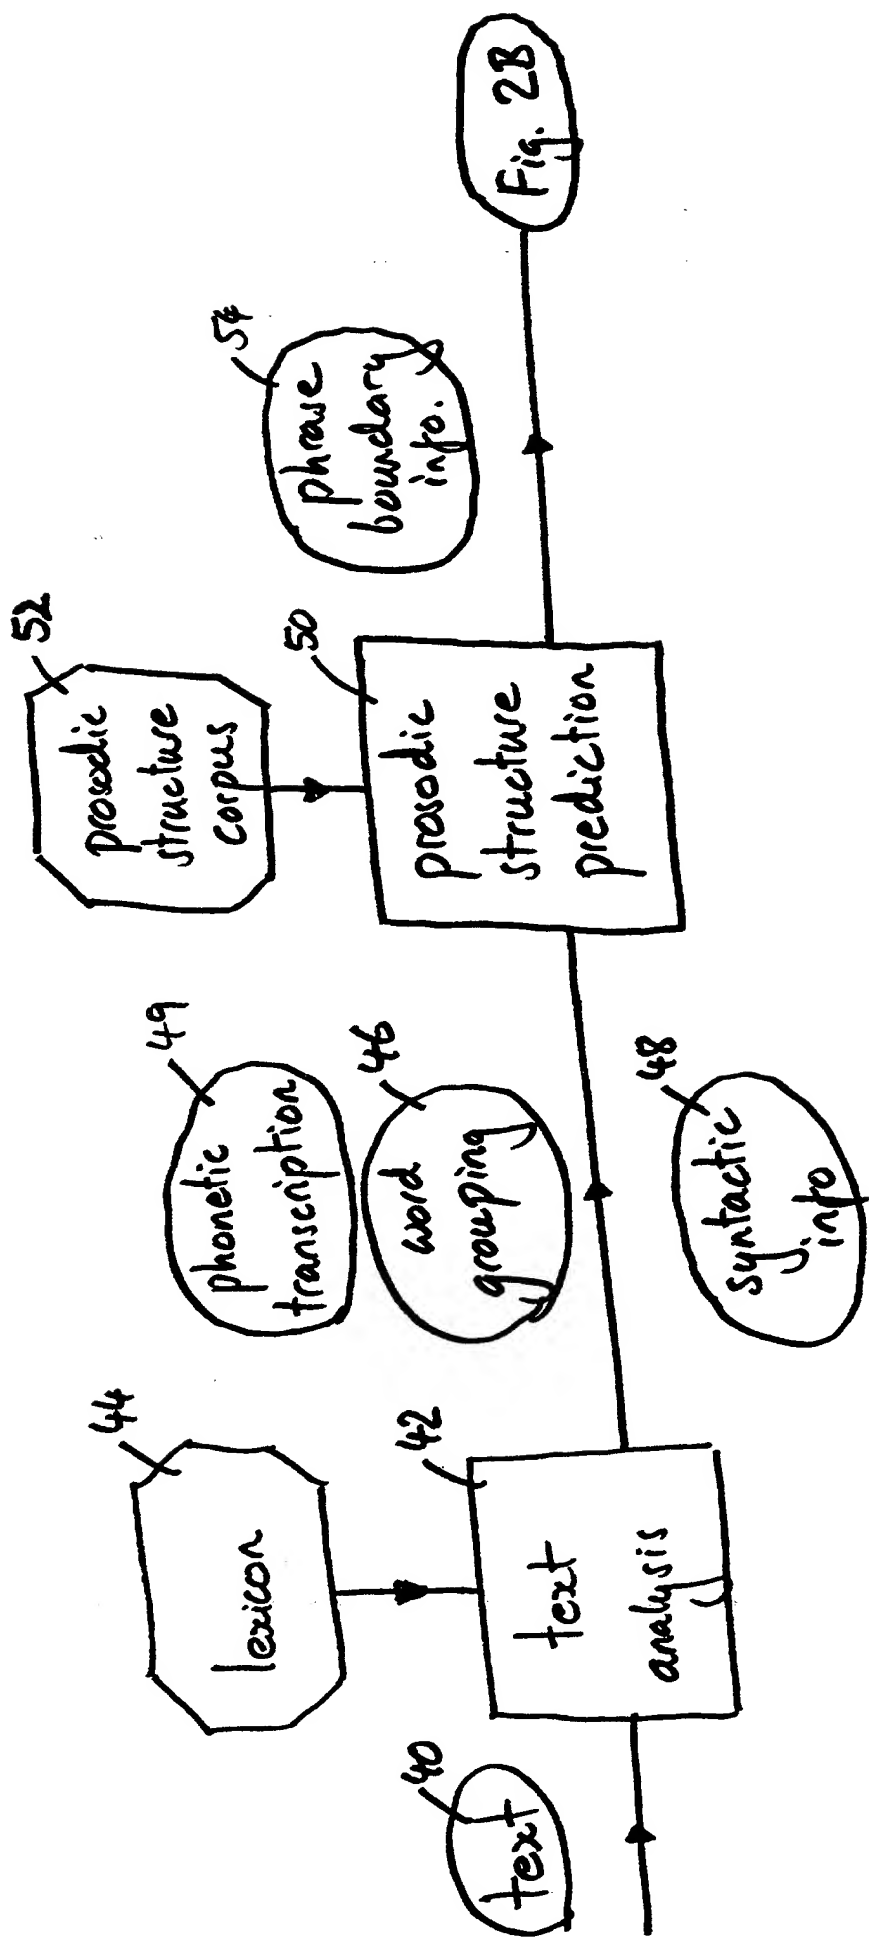 40
text
44
lexicon
42
text
analysis
49
phonetic
transcription
46
word
grouping
48
syntactic
info
52
prosodic
structure
corpus
50
prosodic
structure
prediction
54
phrase
boundary
info.
Fig. 2B